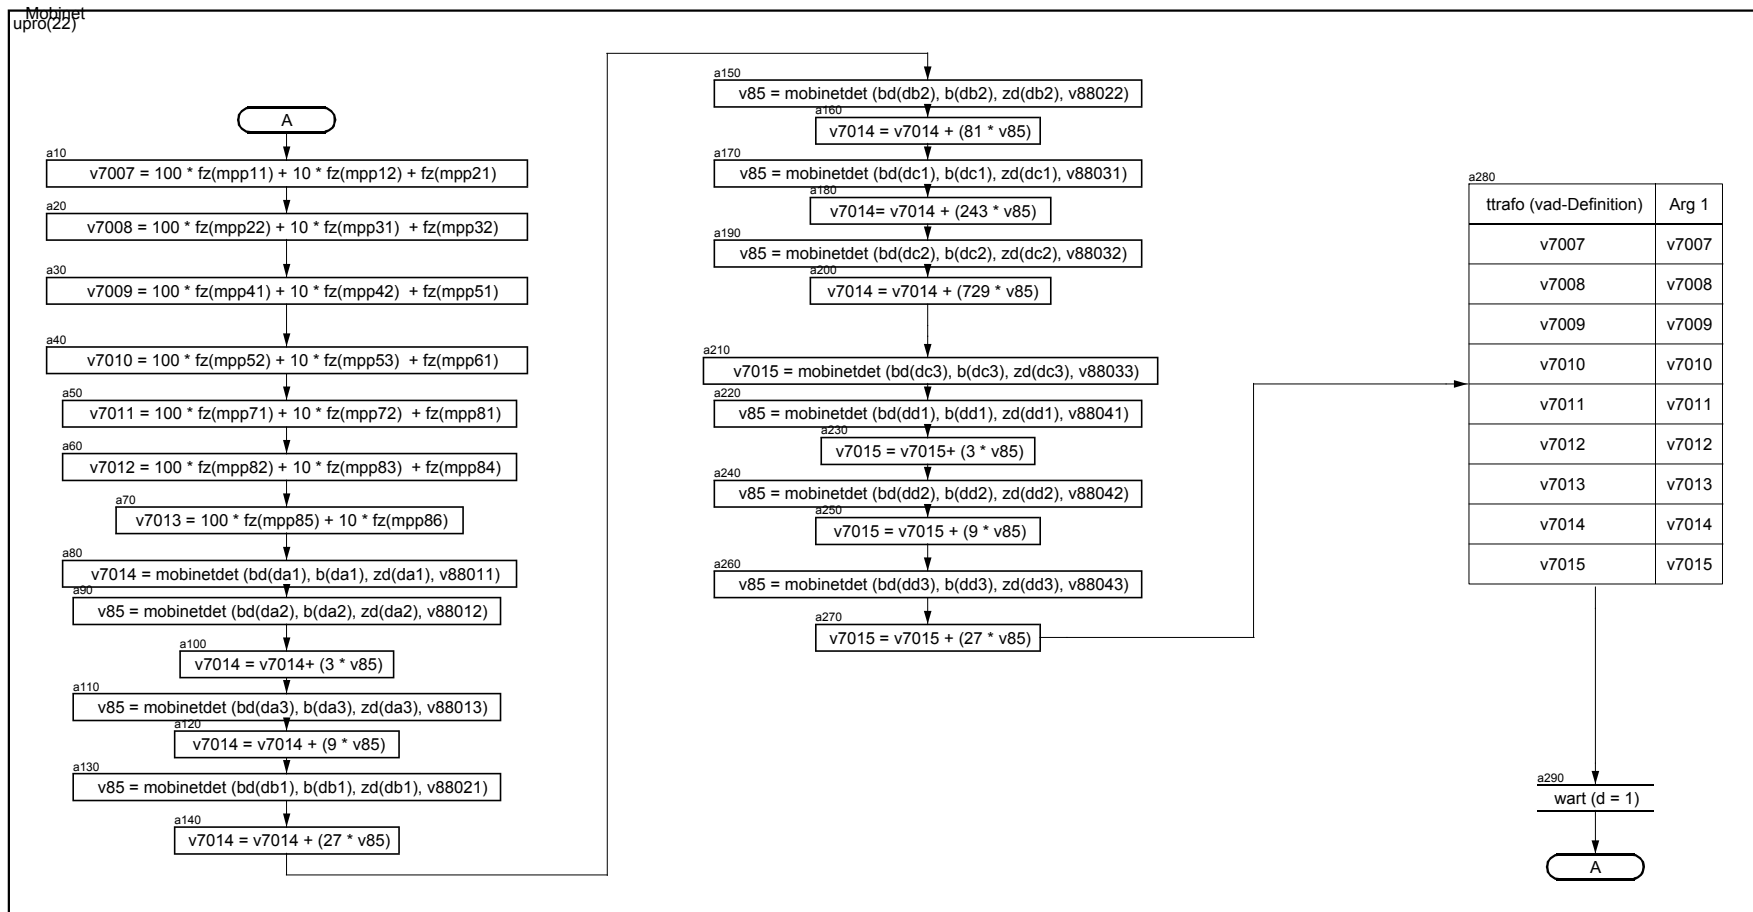 Mobinet
upro(22)
A
a10
v7007 = 100 * fz(mpp11) + 10 * fz(mpp12) + fz(mpp21)
a20
v7008 = 100 * fz(mpp22) + 10 * fz(mpp31)  + fz(mpp32)
a30
v7009 = 100 * fz(mpp41) + 10 * fz(mpp42)  + fz(mpp51)
a40
v7010 = 100 * fz(mpp52) + 10 * fz(mpp53)  + fz(mpp61)
a50
v7011 = 100 * fz(mpp71) + 10 * fz(mpp72)  + fz(mpp81)
a60
v7012 = 100 * fz(mpp82) + 10 * fz(mpp83)  + fz(mpp84)
a70
v7013 = 100 * fz(mpp85) + 10 * fz(mpp86)
a80
v7014 = mobinetdet (bd(da1), b(da1), zd(da1), v88011)
a90
v85 = mobinetdet (bd(da2), b(da2), zd(da2), v88012)
a100
v7014 = v7014+ (3 * v85)
a110
v85 = mobinetdet (bd(da3), b(da3), zd(da3), v88013)
a120
v7014 = v7014 + (9 * v85)
a130
v85 = mobinetdet (bd(db1), b(db1), zd(db1), v88021)
a140
v7014 = v7014 + (27 * v85)
a150
v85 = mobinetdet (bd(db2), b(db2), zd(db2), v88022)
a160
v7014 = v7014 + (81 * v85)
a170
v85 = mobinetdet (bd(dc1), b(dc1), zd(dc1), v88031)
a180
v7014= v7014 + (243 * v85)
a190
v85 = mobinetdet (bd(dc2), b(dc2), zd(dc2), v88032)
a200
v7014 = v7014 + (729 * v85)
a210
v7015 = mobinetdet (bd(dc3), b(dc3), zd(dc3), v88033)
a220
v85 = mobinetdet (bd(dd1), b(dd1), zd(dd1), v88041)
a230
v7015 = v7015+ (3 * v85)
a240
v85 = mobinetdet (bd(dd2), b(dd2), zd(dd2), v88042)
a250
v7015 = v7015 + (9 * v85)
a260
v85 = mobinetdet (bd(dd3), b(dd3), zd(dd3), v88043)
a270
v7015 = v7015 + (27 * v85)
a280
ttrafo (vad-Definition) Arg 1
v7007 v7007
v7008 v7008
v7009 v7009
v7010 v7010
v7011 v7011
v7012 v7012
v7013 v7013
v7014 v7014
v7015 v7015
a290
wart (d = 1)
A